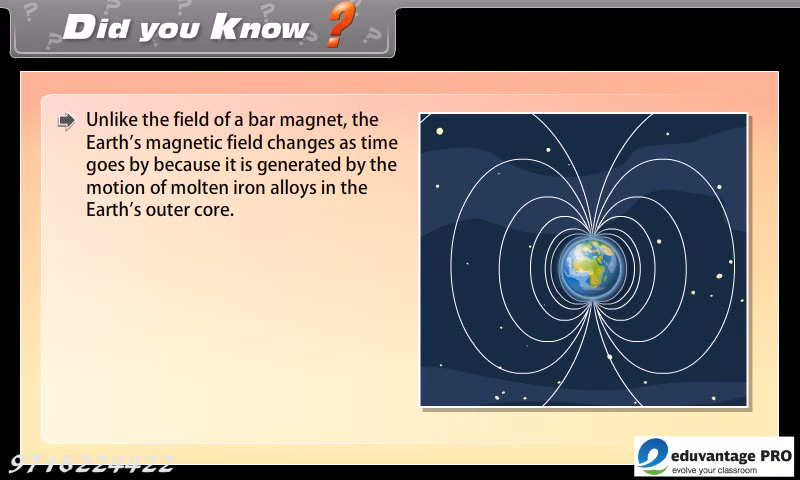 Did you Know ?
Unlike the field of a bar magnet, the
Earth's magnetic field changes as time
goes by because it is generated by the
motion of molten iron alloys in the
Earth's outer core.
9718224422
eduvantage PRO
evolve your classroom